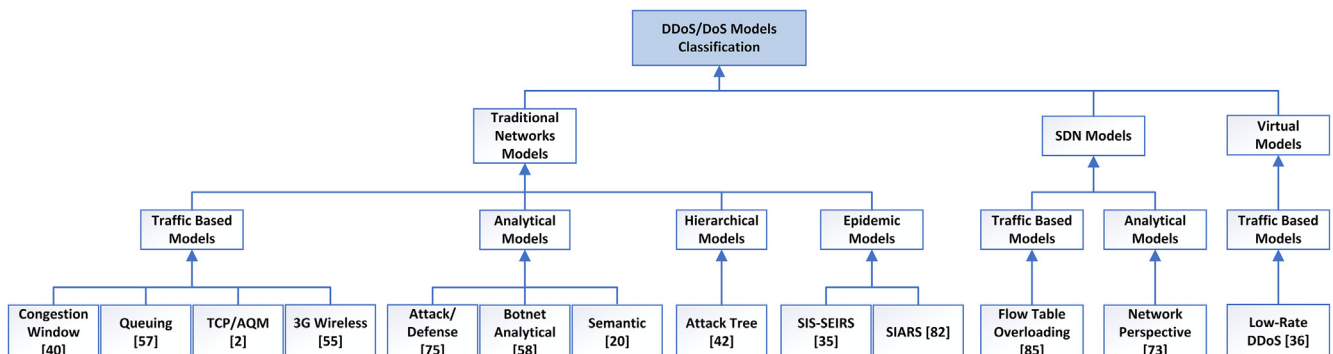 DDoS/DoS Models
Classification
Traditional
Networks
Models
SDN Models
Virtual
Models
Traffic Based
Models
Analytical
Models
Hierarchical
Models
Epidemic
Models
Traffic Based
Models
Analytical
Models
Traffic Based
Models
Congestion
Window
[40]
Queuing
[57]
TCP/AQM
[2]
3G Wireless
[55]
Attack/
Defense
[75]
Botnet
Analytical
[58]
Semantic
[20]
Attack Tree
[42]
SIS-SEIRS
[35]
SIARS [82]
Flow Table
Overloading
[85]
Network
Perspective
[73]
Low-Rate
DDoS [36]